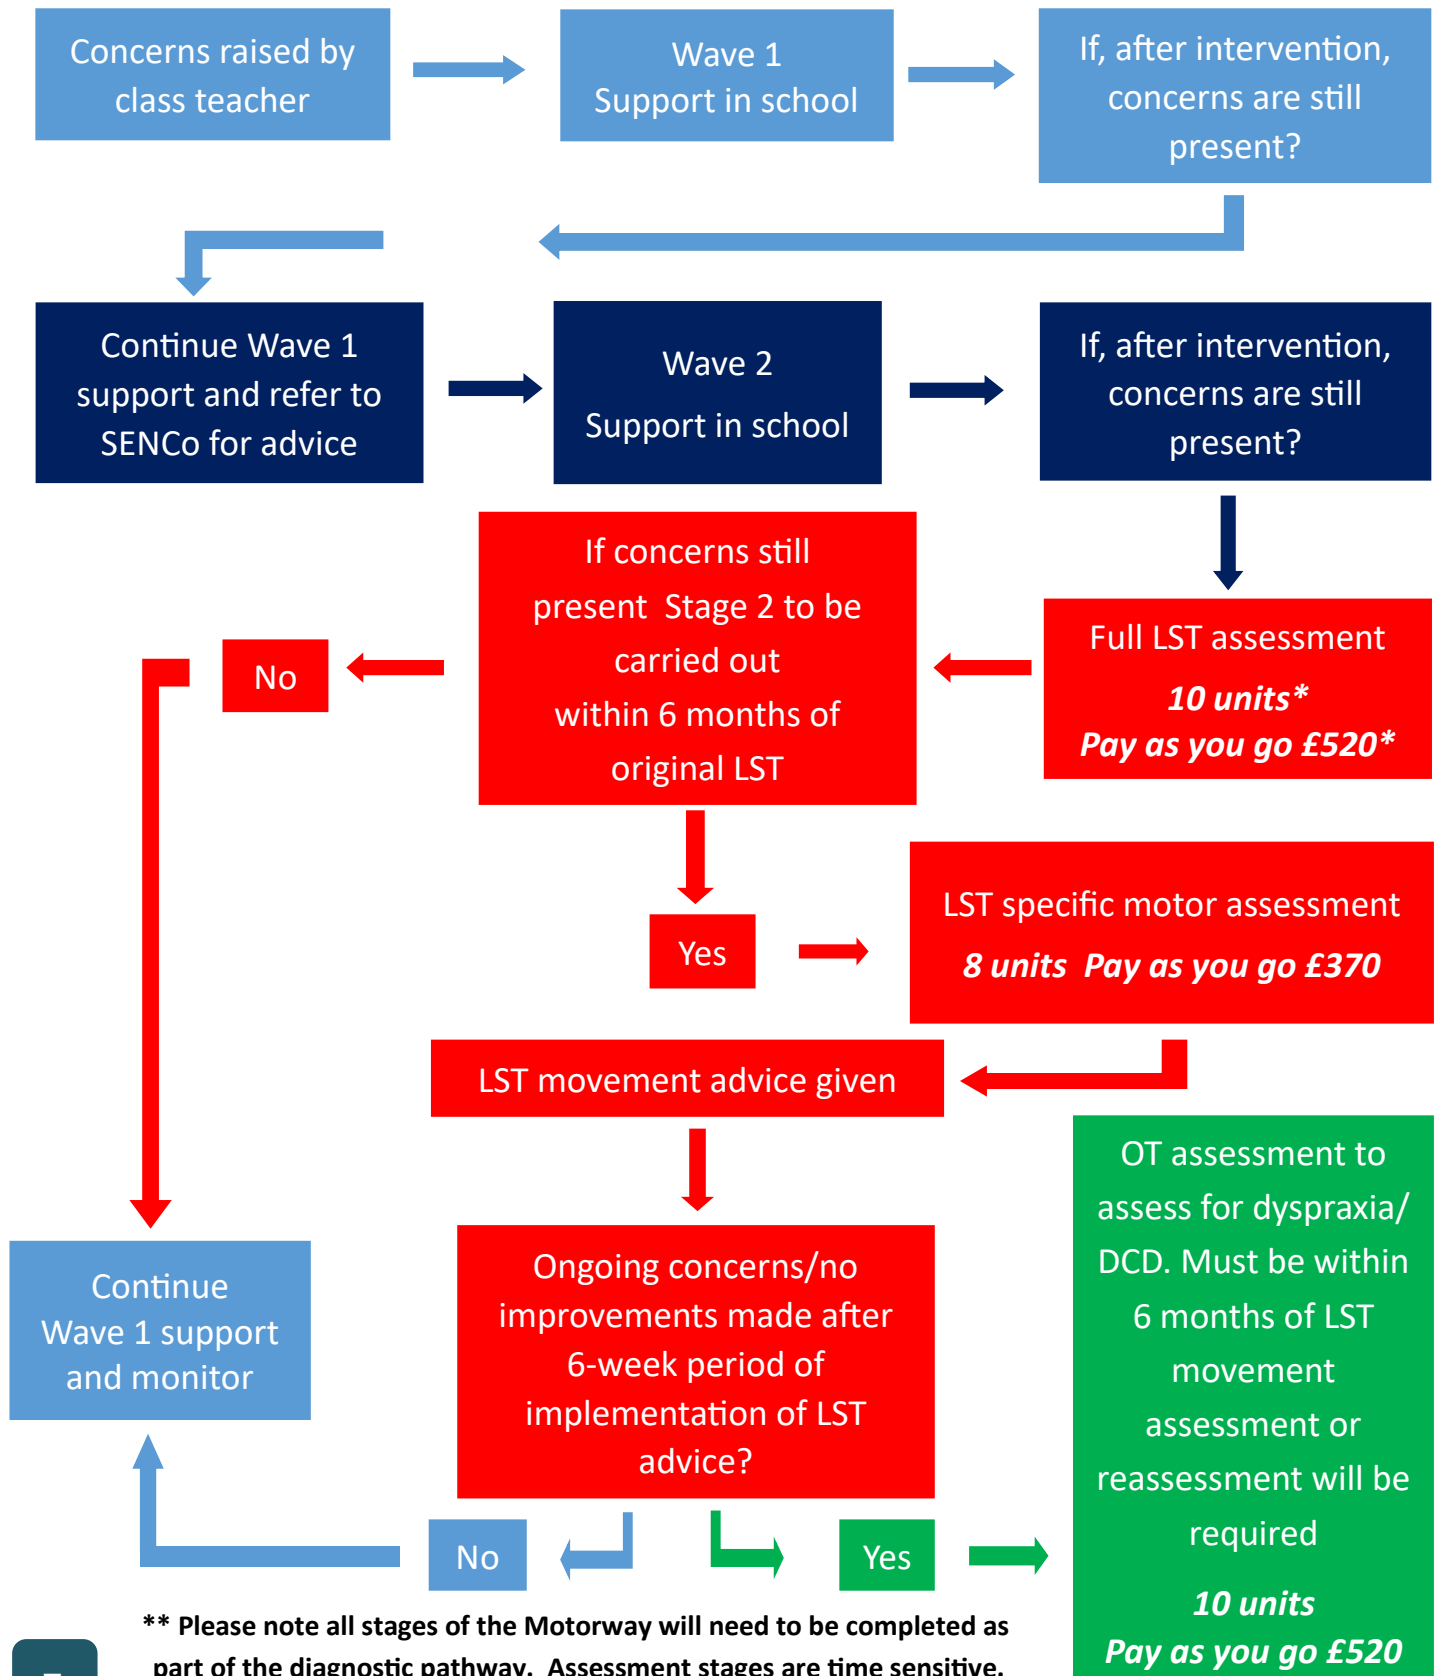 Concerns raised by
class teacher
Wave 1
Support in school
If, after intervention,
concerns are still
present?
Continue Wave 1
support and refer to
SENCo for advice
Wave 2
Support in school
If, after intervention,
concerns are still
present?
Full LST assessment
10 units*
Pay as you go £520*
If concerns still
present  Stage 2 to be
carried out
within 6 months of
original LST
No
Yes
LST specific motor assessment
8 units  Pay as you go £370
LST movement advice given
Ongoing concerns/no
improvements made after
6-week period of
implementation of LST
advice?
Continue
Wave 1 support
and monitor
No
Yes
OT assessment to
assess for dyspraxia/
DCD. Must be within
6 months of LST
movement
assessment or
reassessment will be
required
10 units
Pay as you go £520
** Please note all stages of the Motorway will need to be completed as
part of the diagnostic pathway.  Assessment stages are time sensitive.